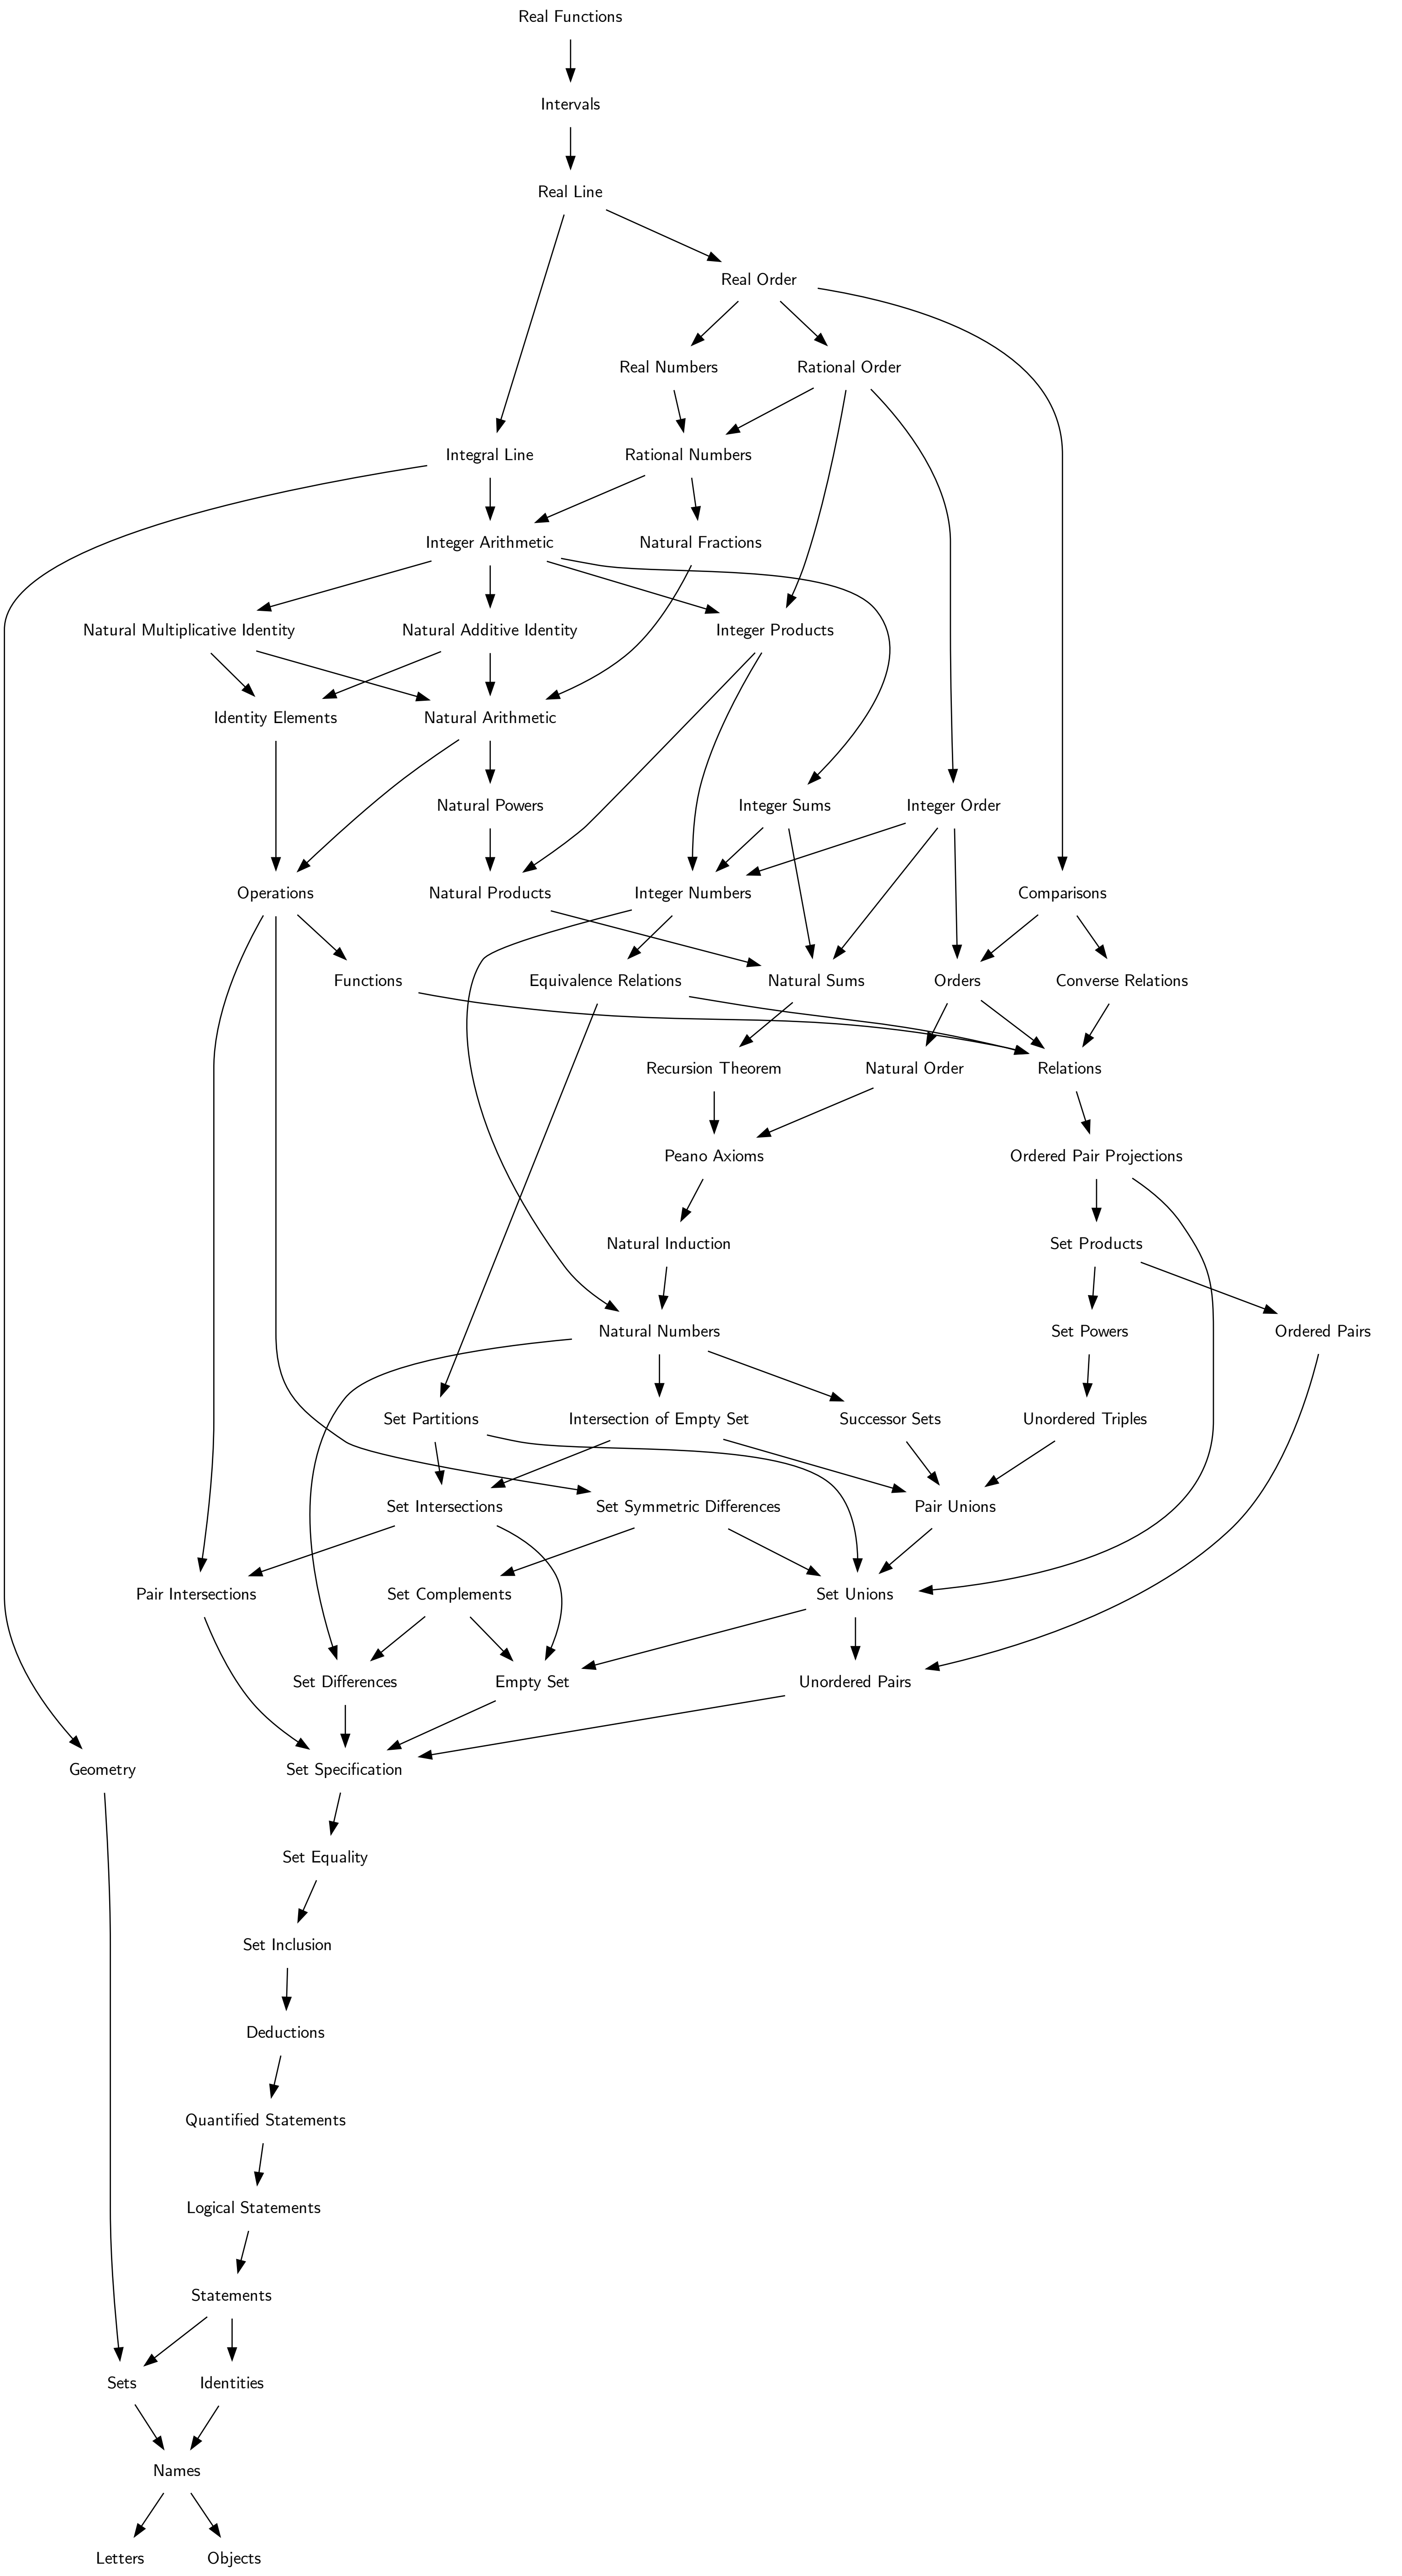 Real Functions
Intervals
Real Line
Real Order
Real Numbers
Rational Order
Integral Line
Rational Numbers
Integer Arithmetic
Natural Fractions
Natural Multiplicative Identity
Natural Additive Identity
Integer Products
Identity Elements
Natural Arithmetic
Natural Powers
Integer Sums
Integer Order
Operations
Natural Products
Integer Numbers
Comparisons
Functions
Equivalence Relations
Natural Sums
Orders
Converse Relations
Recursion Theorem
Natural Order
Relations
Peano Axioms
Ordered Pair Projections
Natural Induction
Set Products
Natural Numbers
Set Powers
Ordered Pairs
Set Partitions
Intersection of Empty Set
Successor Sets
Unordered Triples
Set Intersections
Set Symmetric Differences
Pair Unions
Pair Intersections
Set Complements
Set Unions
Set Differences
Empty Set
Unordered Pairs
Geometry
Set Specification
Set Equality
Set Inclusion
Deductions
Quantified Statements
Logical Statements
Statements
Sets
Identities
Names
Letters
Objects